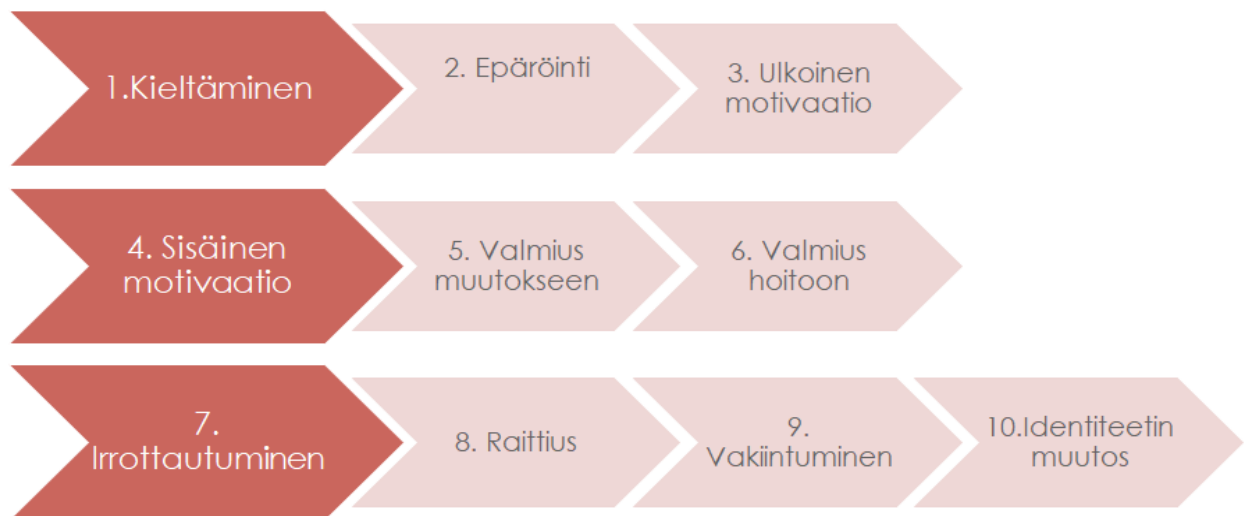 1.Kieltäminen
2. Epäröinti
3. Ulkoinen
motivaatio
4. Sisäinen
motivaatio
5. Valmius
muutokseen
6. Valmius
hoitoon
7.
Irrottautuminen
8. Raittius
9.
Vakiintuminen
10.Identiteetin
muutos